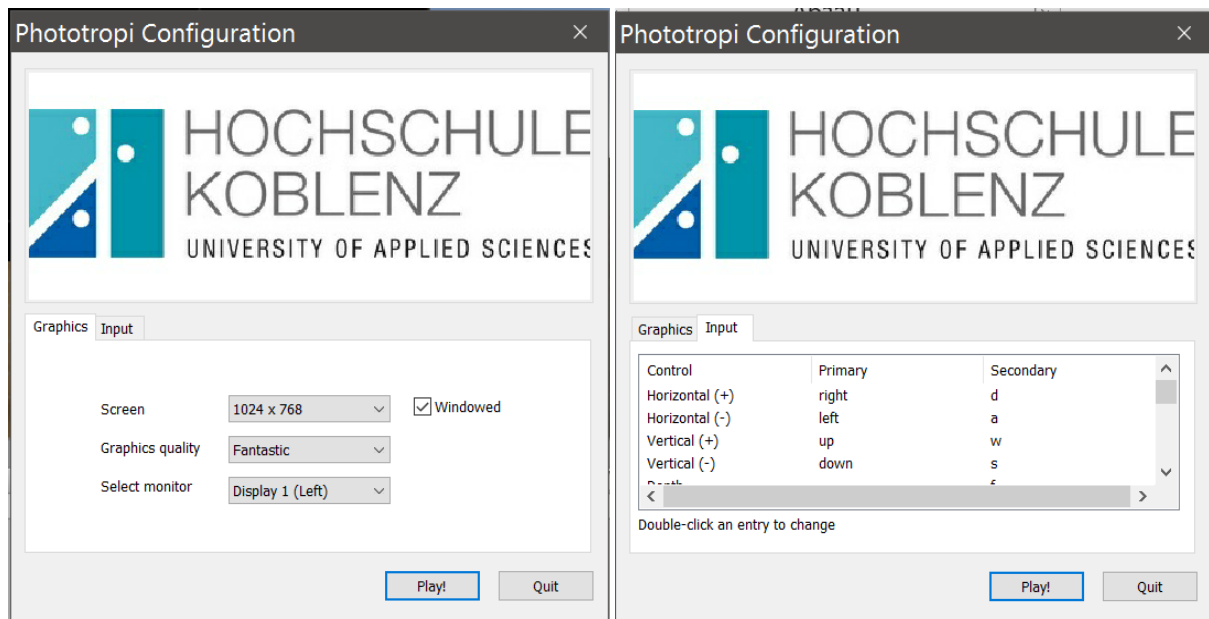 Phototropi Configuration
HOCHSCHULE
KOBLENZ
UNIVERSITY OF APPLIED SCIENCES
Graphics Input
Screen 1024 x 768 Windowed
Graphics quality Fantastic
Select monitor Display 1 (Left)
Play! Quit
Phototropi Configuration
HOCHSCHULE
KOBLENZ
UNIVERSITY OF APPLIED SCIENCES
Graphics Input
Control Primary Secondary
Horizontal (+) right d
Horizontal (-) left a
Vertical (+) up w
Vertical (-) down s
Double-click an entry to change
Play! Quit